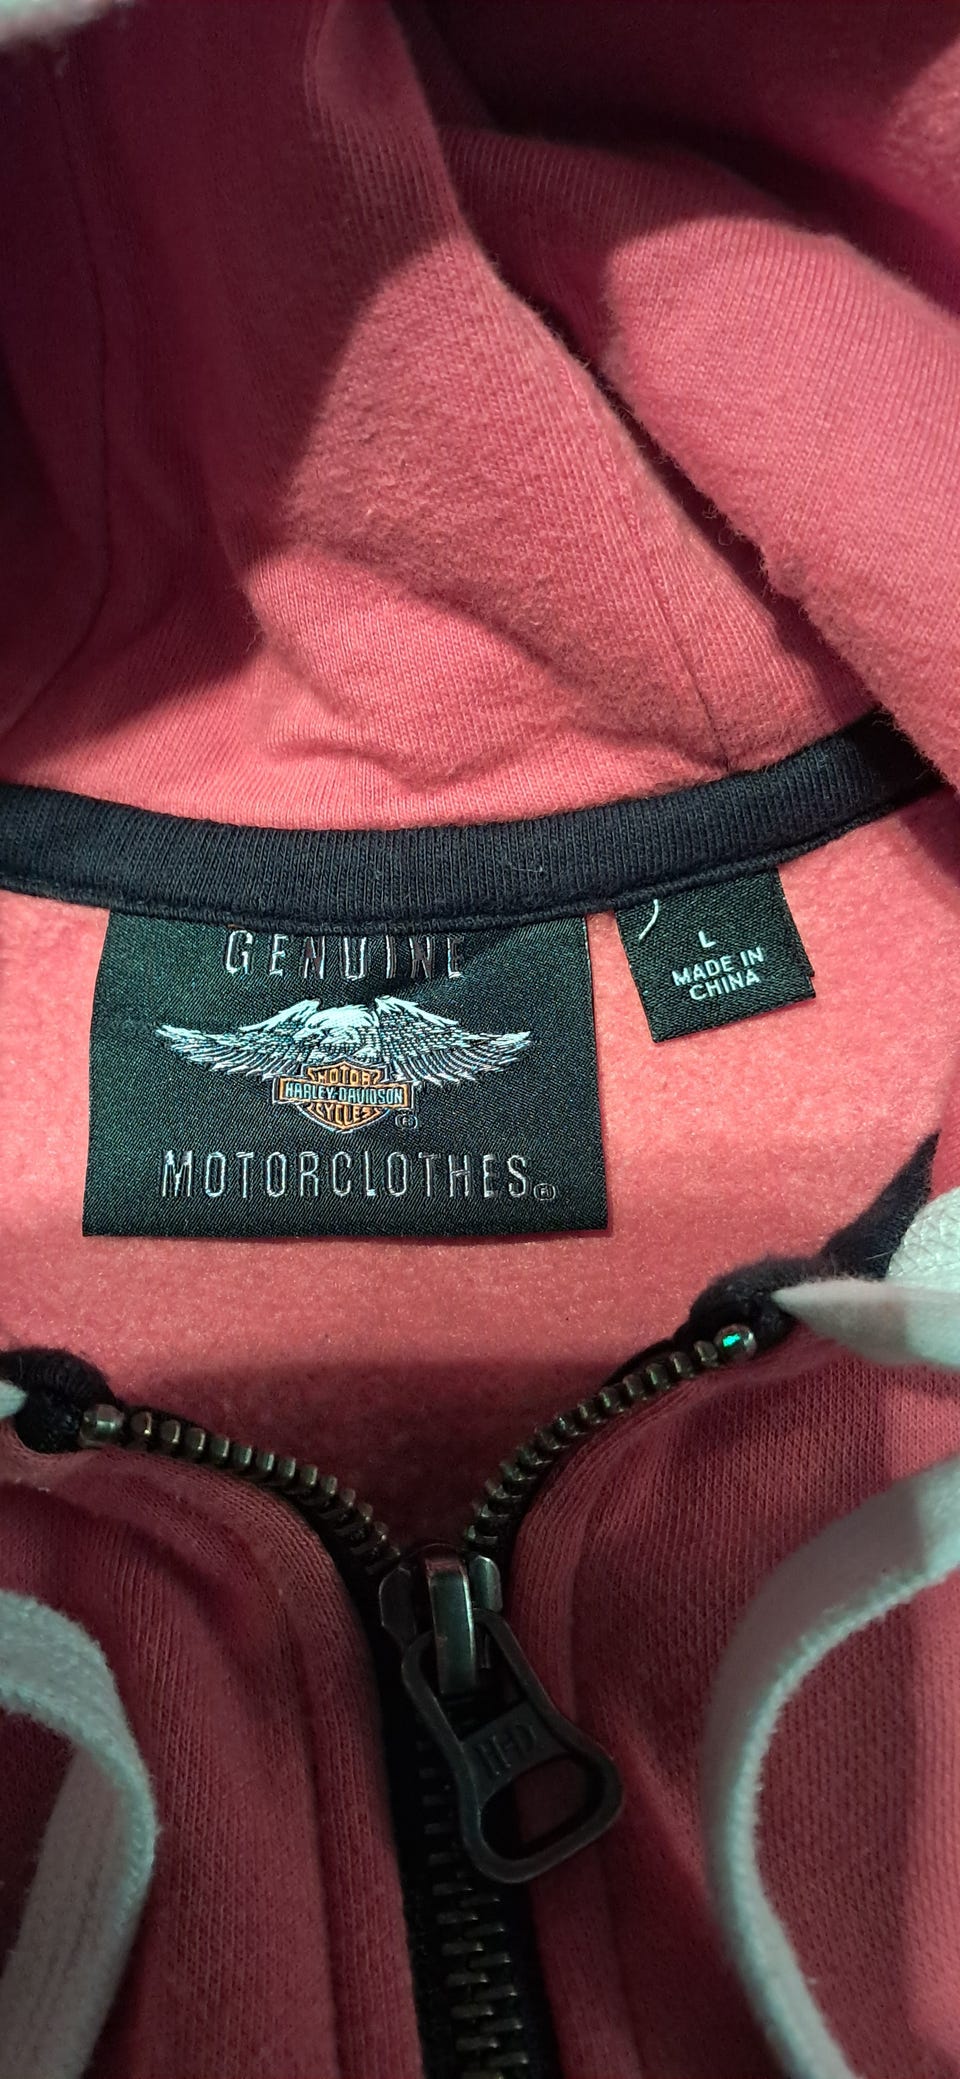 GENUINE
MOTOR
HARLEY-DAVIDSON
CYCLES
®
MOTORCLOTHES®
L
MADE IN
CHINA
H-D